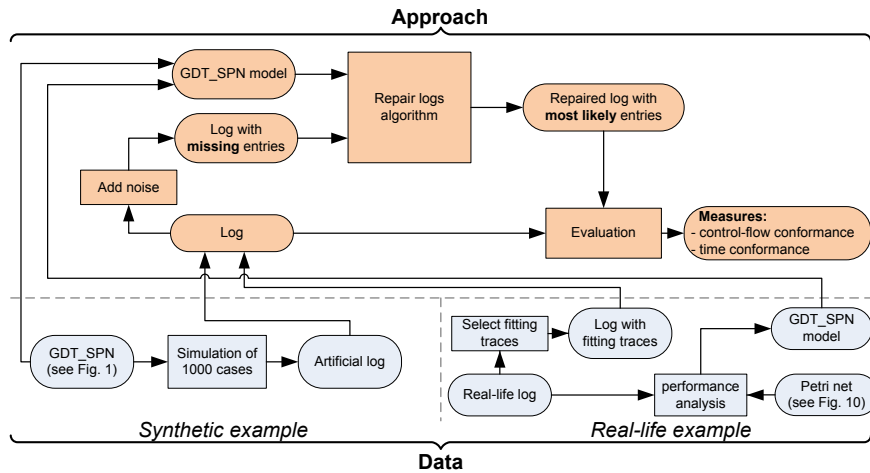 Approach
GDT_SPN model
Repair logs
algorithm
Repaired log with
most likely entries
Log with
missing entries
Add noise
Log
Evaluation
Measures:
- control-flow conformance
- time conformance
GDT_SPN
(see Fig. 1)
Simulation of
1000 cases
Artificial log
Select fitting
traces
Log with
fitting traces
GDT_SPN
model
Real-life log
performance
analysis
Petri net
(see Fig. 10)
Synthetic example
Real-life example
Data